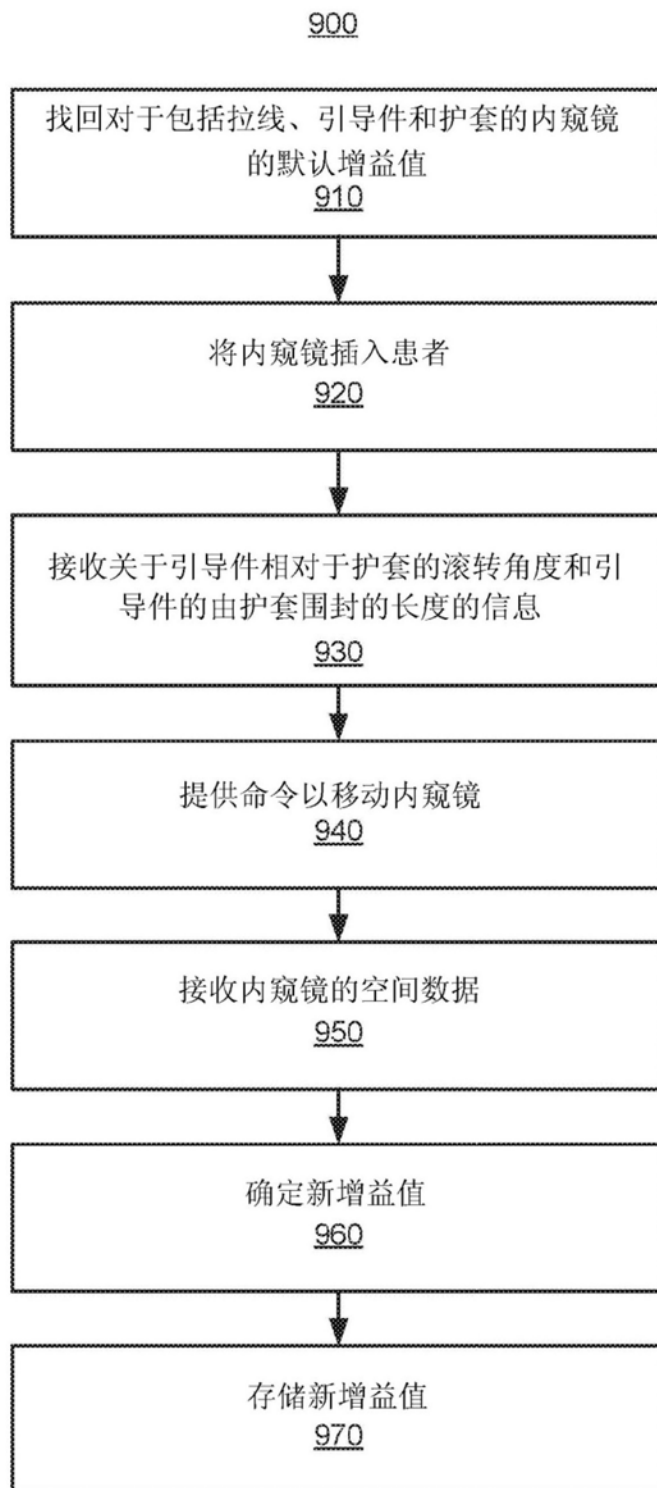 900
找回对于包括拉线、引导件和护套的内窥镜
的默认增益值
910
将内窥镜插入患者
920
接收关于引导件相对于护套的滚转角度和引
导件的由护套围封的长度的信息
930
提供命令以移动内窥镜
940
接收内窥镜的空间数据
950
确定新增益值
960
存储新增益值
970